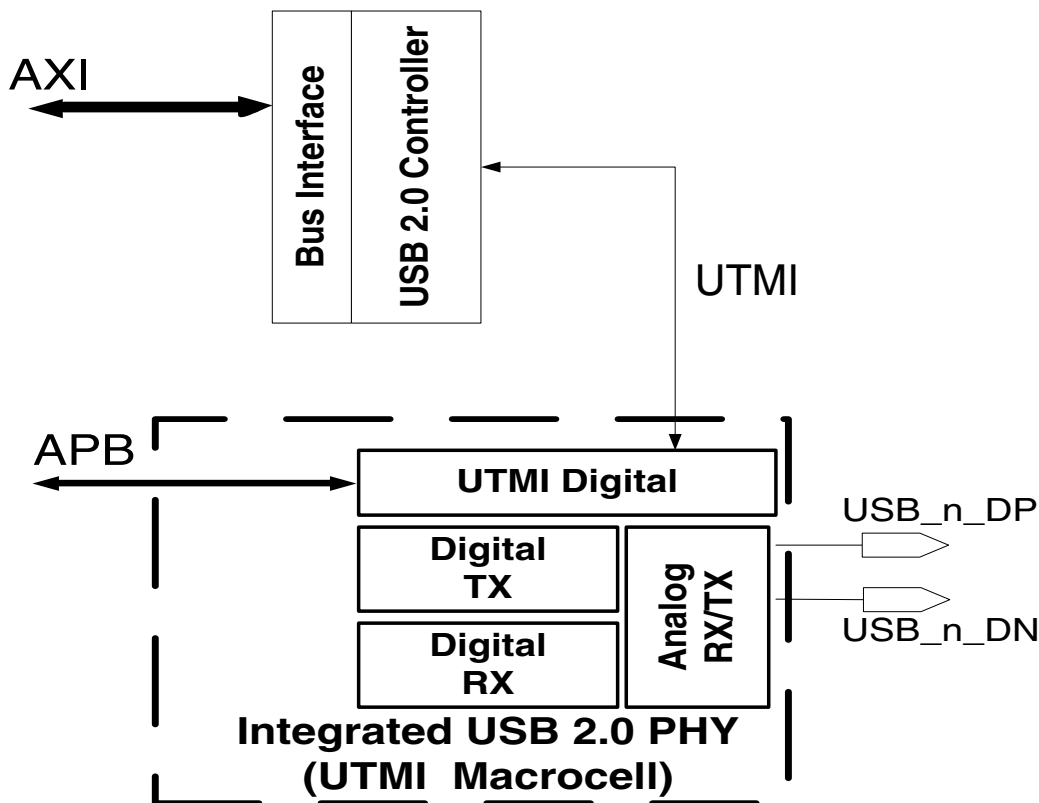 AXI
Bus Interface
USB 2.0 Controller
UTMI
APB
UTMI Digital
Digital
TX
Digital
RX
Analog
RX/TX
USB_n_DP
USB_n_DN
Integrated USB 2.0 PHY
(UTMI Macrocell)